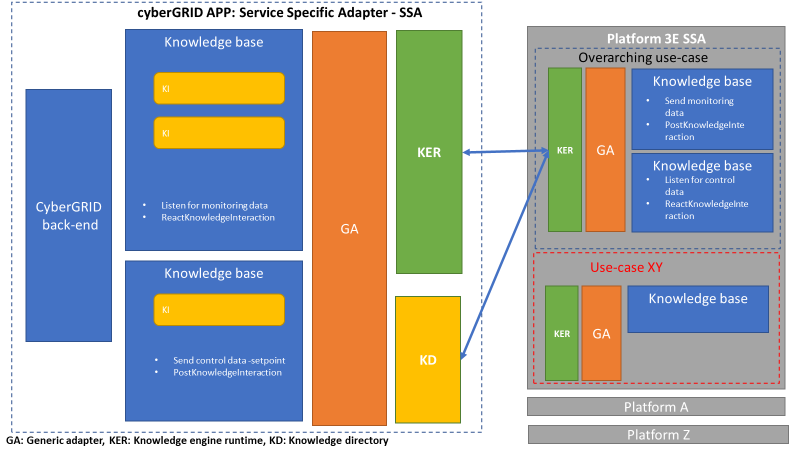 cyberGRID APP: Service Specific Adapter - SSA
CyberGRID
back-end
Knowledge base
KI
KI
• Listen for monitoring data
• ReactKnowledgeInteraction
Knowledge base
KI
• Send control data -setpoint
• PostKnowledgeInteraction
GA
KER
KD
Platform 3E SSA
Overarching use-case
KER
GA
Knowledge base
• Send monitoring
data
• PostKnowledgeInte
raction
Knowledge base
• Listen for control
data
• ReactKnowledgeInte
raction
Use-case XY
KER
GA
Knowledge base
Platform A
Platform Z
GA: Generic adapter, KER: Knowledge engine runtime, KD: Knowledge directory